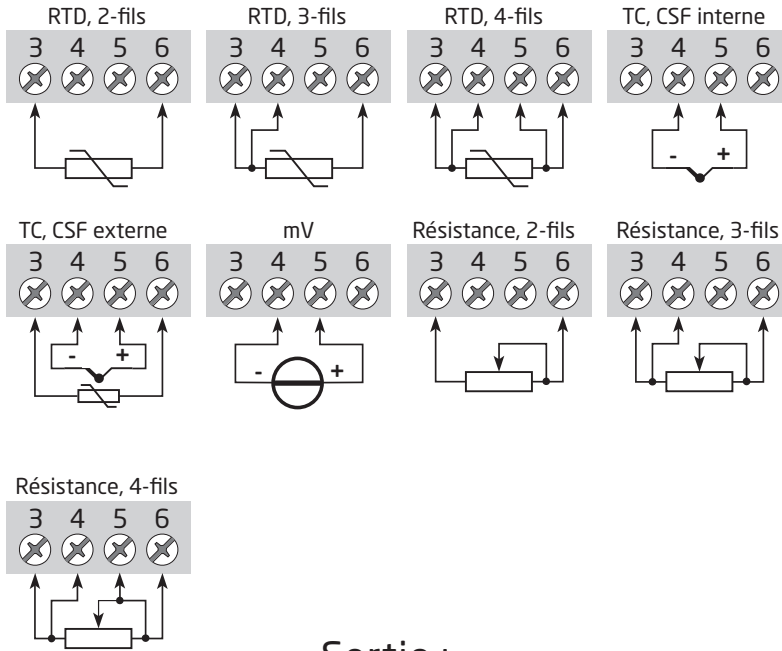 RTD, 2-fils
3 4 5 6
RTD, 3-fils
3 4 5 6
RTD, 4-fils
3 4 5 6
TC, CSF interne
3 4 5 6
- +
TC, CSF externe
3 4 5 6
- +
mV
3 4 5 6
- +
Résistance, 2-fils
3 4 5 6
Résistance, 3-fils
3 4 5 6
Résistance, 4-fils
3 4 5 6